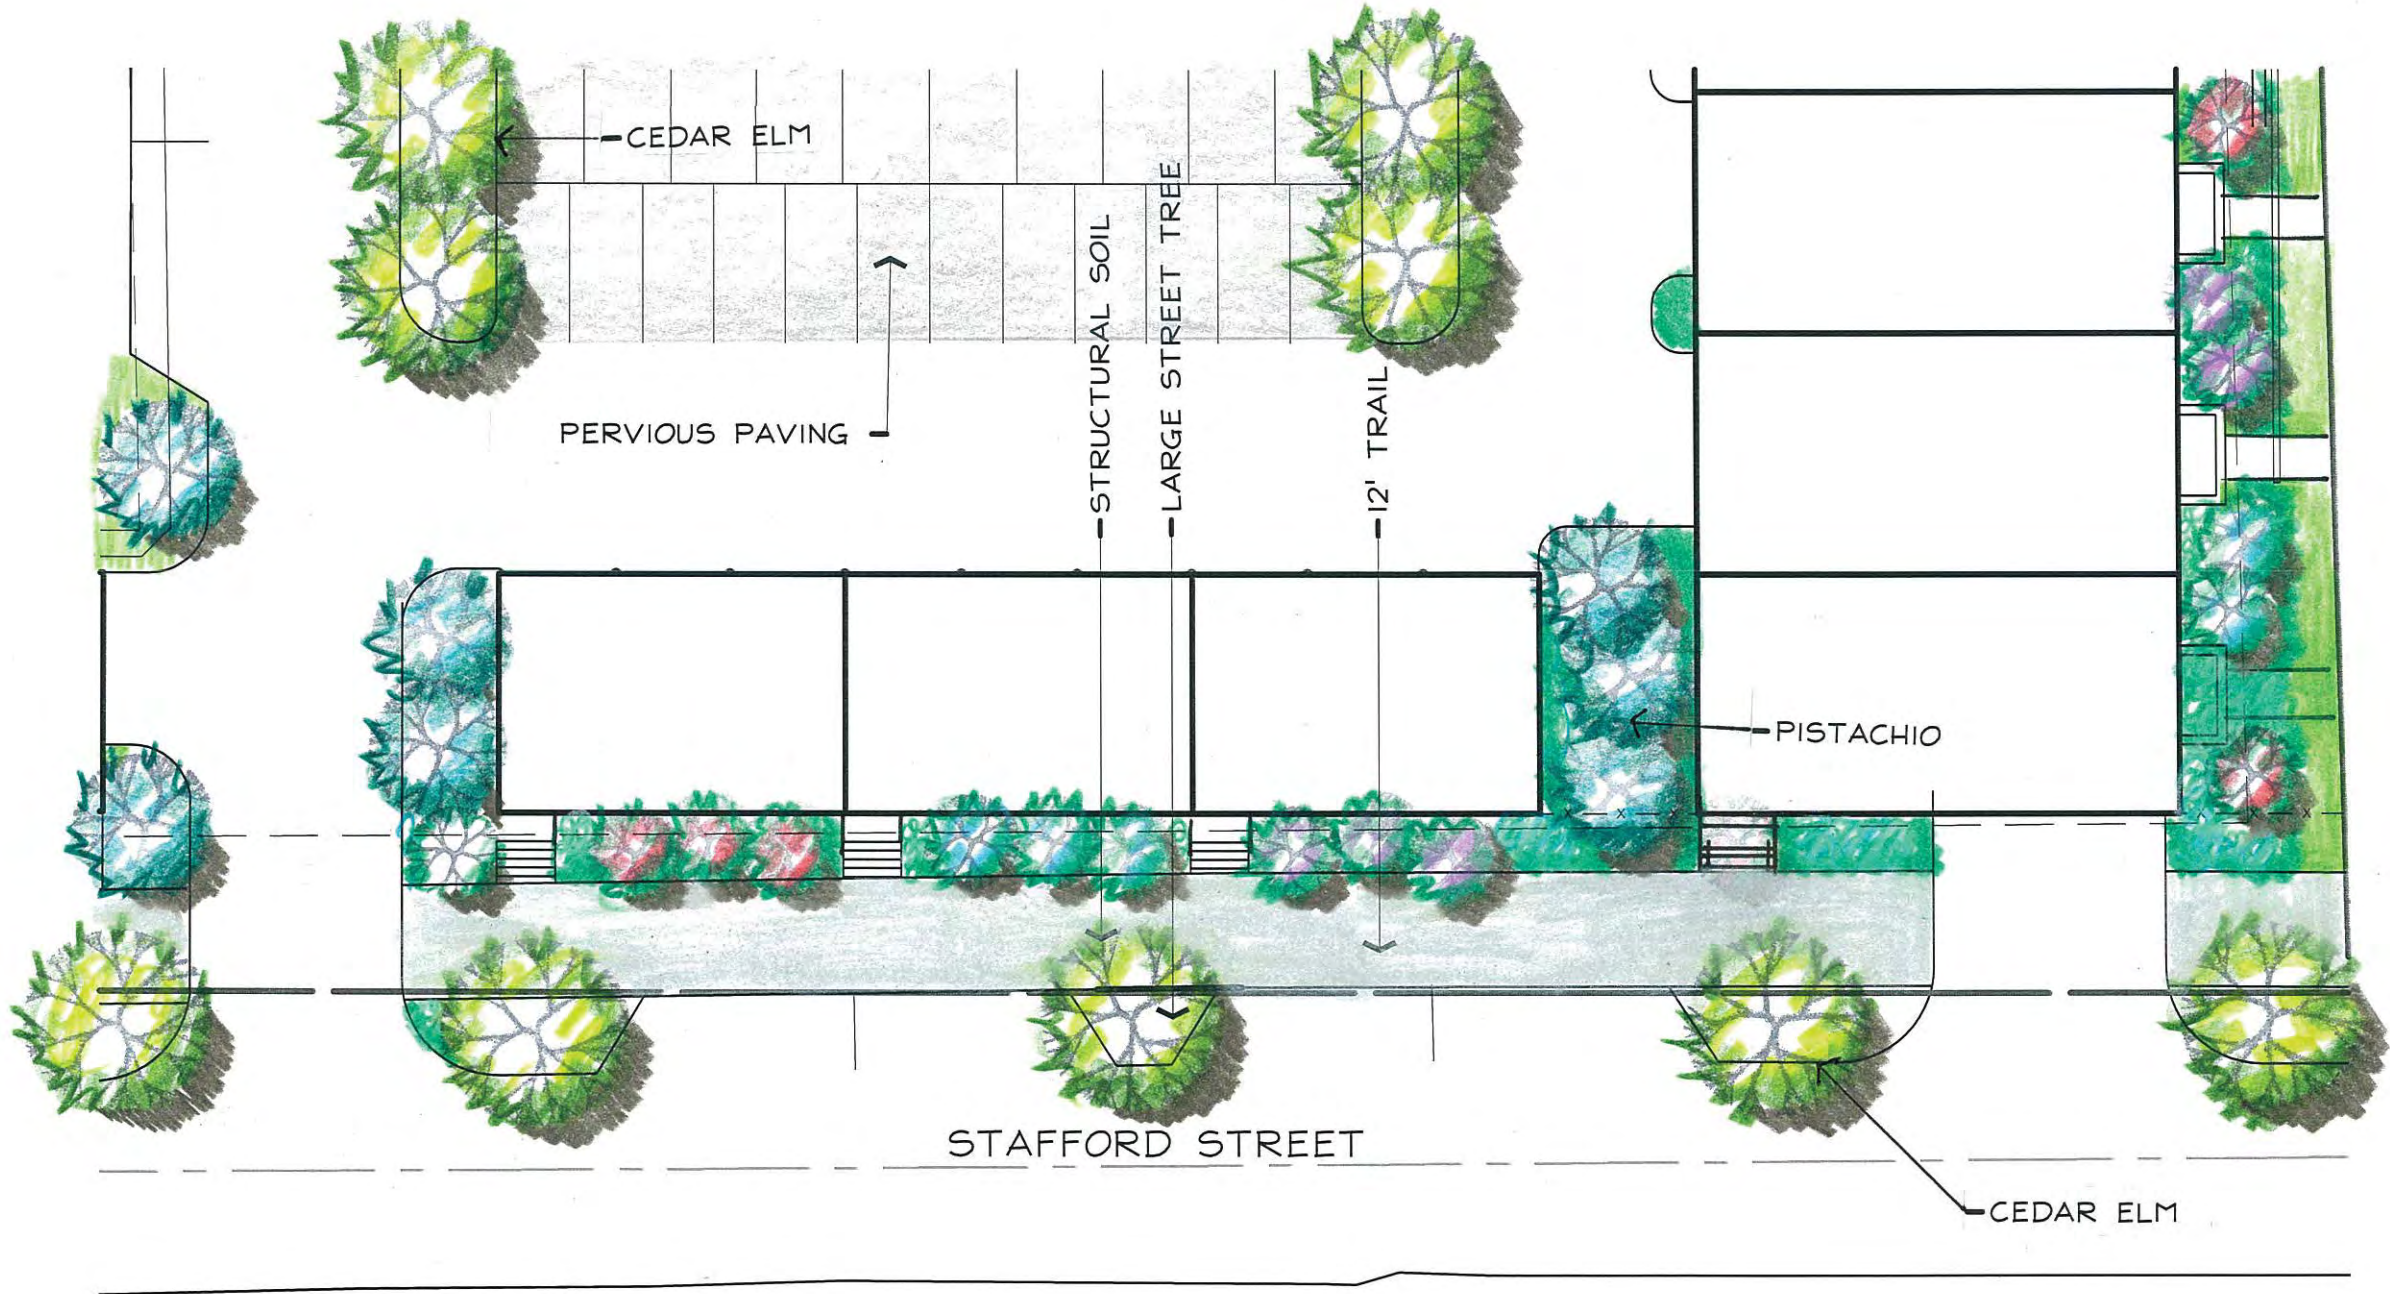 CEDAR ELM
PERVIOUS PAVING
STRUCTURAL SOIL
LARGE STREET TREE
12' TRAIL
PISTACHIO
STAFFORD STREET
CEDAR ELM